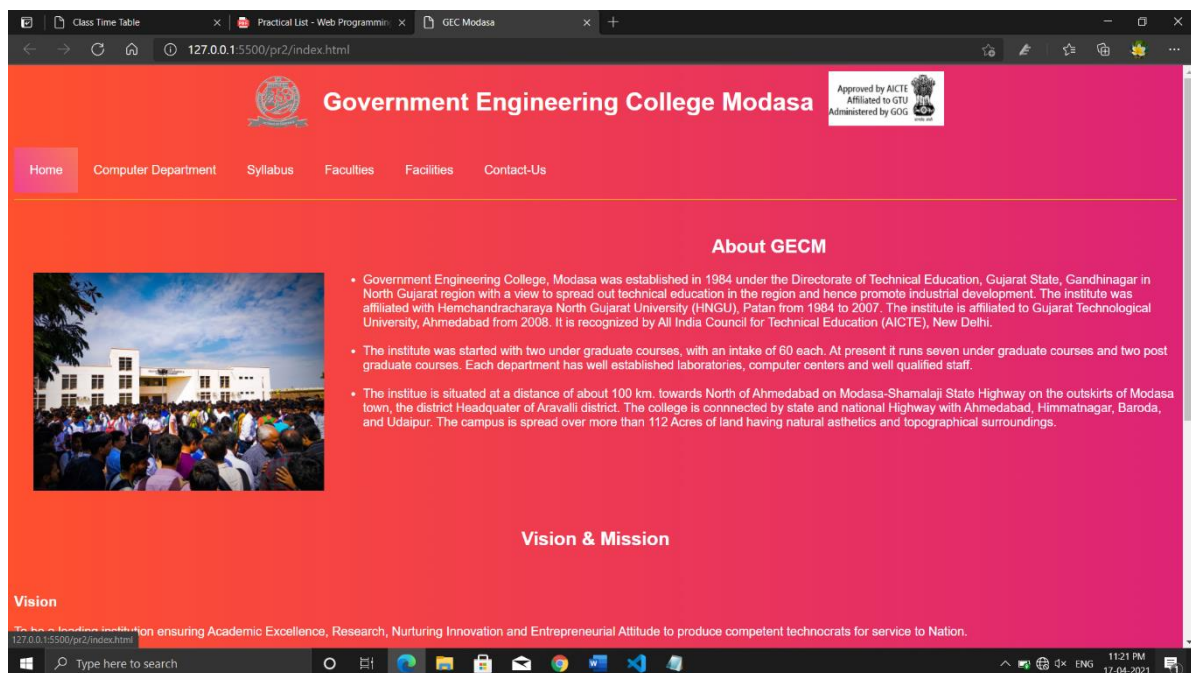 Class Time Table
Practical List - Web Programming
GEC Modasa
127.0.0.1:5500/pr2/index.html
Government Engineering College Modasa
Approved by AICTE
Affiliated to GTU
Administered by GOG
Home
Computer Department
Syllabus
Faculties
Facilities
Contact-Us
About GECM
• Government Engineering College, Modasa was established in 1984 under the Directorate of Technical Education, Gujarat State, Gandhinagar in
North Gujarat region with a view to spread out technical education in the region and hence promote industrial development. The institute was
affiliated with Hemchandracharaya North Gujarat University (HNGU), Patan from 1984 to 2007. The institute is affiliated to Gujarat Technological
University, Ahmedabad from 2008. It is recognized by All India Council for Technical Education (AICTE), New Delhi.
• The institute was started with two under graduate courses, with an intake of 60 each. At present it runs seven under graduate courses and two post
graduate courses. Each department has well established laboratories, computer centers and well qualified staff.
• The institue is situated at a distance of about 100 km. towards North of Ahmedabad on Modasa-Shamalaji State Highway on the outskirts of Modasa
town, the district Headquater of Aravalli district. The college is connnected by state and national Highway with Ahmedabad, Himmatnagar, Baroda,
and Udaipur. The campus is spread over more than 112 Acres of land having natural asthetics and topographical surroundings.
Vision & Mission
Vision
To be a leading institution ensuring Academic Excellence, Research, Nurturing Innovation and Entrepreneurial Attitude to produce competent technocrats for service to Nation.
127.0.0.1:5500/pr2/index.html
Type here to search
ENG
11:21 PM
17-04-2021